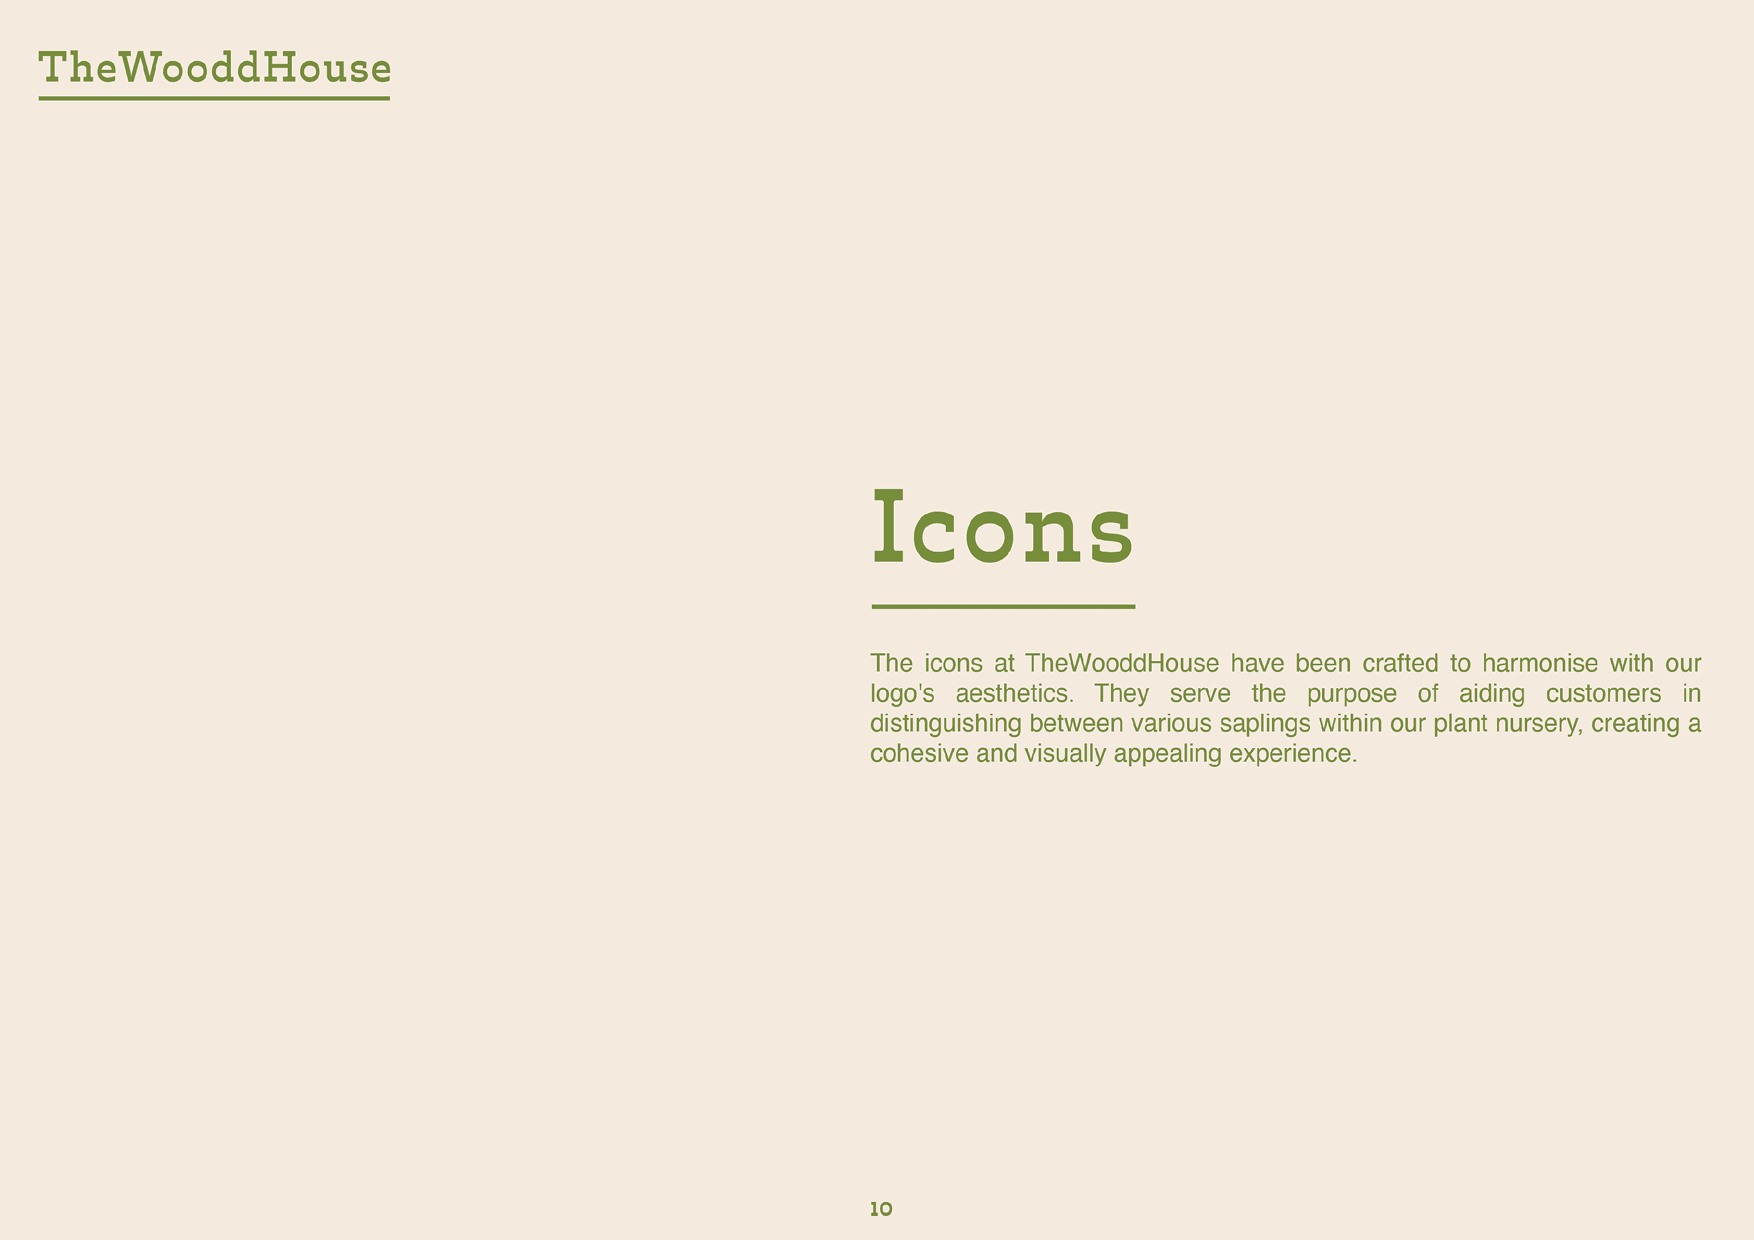 TheWooddHouse
Icons
The icons at TheWooddHouse have been crafted to harmonise with our
logo's aesthetics. They serve the purpose of aiding customers in
distinguishing between various saplings within our plant nursery, creating a
cohesive and visually appealing experience.
10